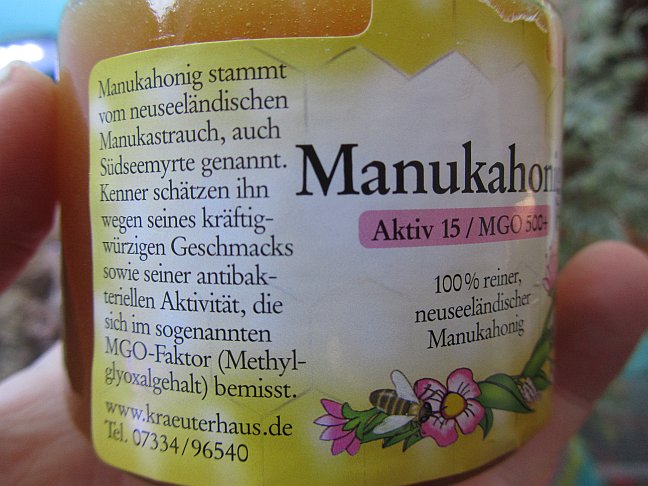 Manukahonig stammt
vom neuseeländischen
Manukastrauch, auch
Südseemyrte genannt.
Kenner schätzen ihn
wegen seines kräftig-
würzigen Geschmacks
sowie seiner antibak-
teriellen Aktivität, die
sich im sogenannten
MGO-Faktor (Methyl-
glyoxalgehalt) bemisst.
www.kraeuterhaus.de
Tel. 07334/96540
Manukahonig
Aktiv 15 / MGO 500+
100% reiner,
neuseeländischer
Manukahonig